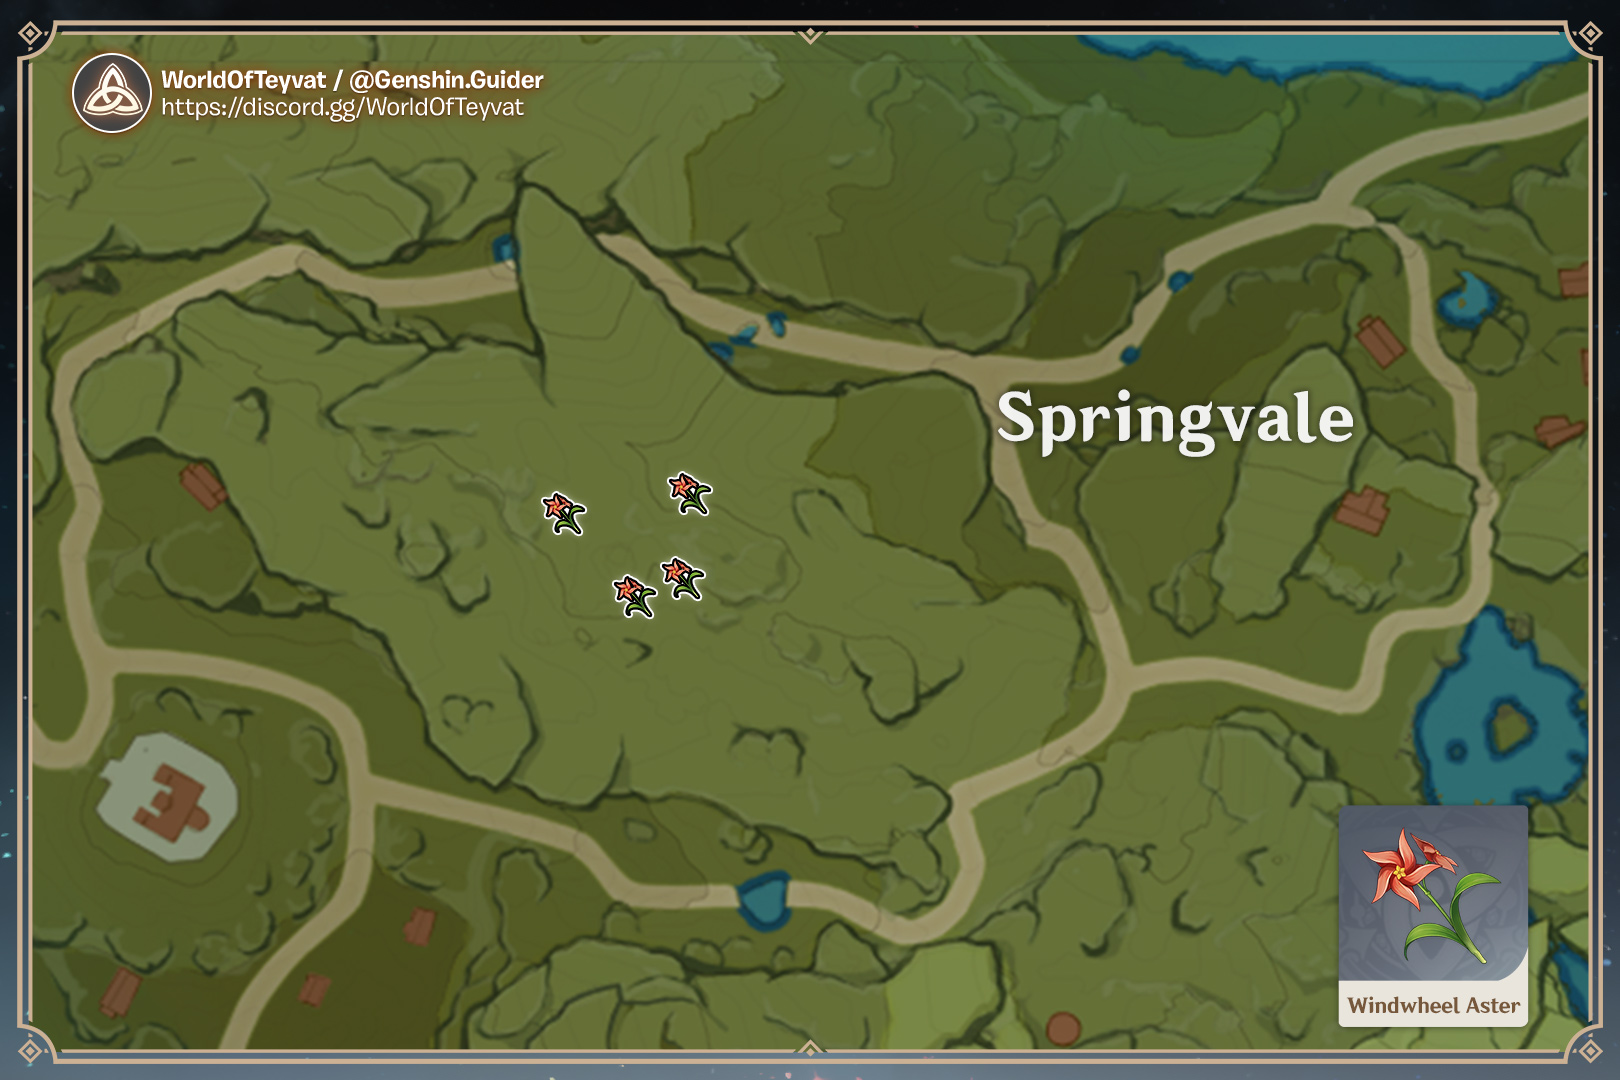 WorldOfTeyvat / @Genshin.Guider
https://discord.gg/WorldOfTeyvat
Springvale
Windwheel Aster